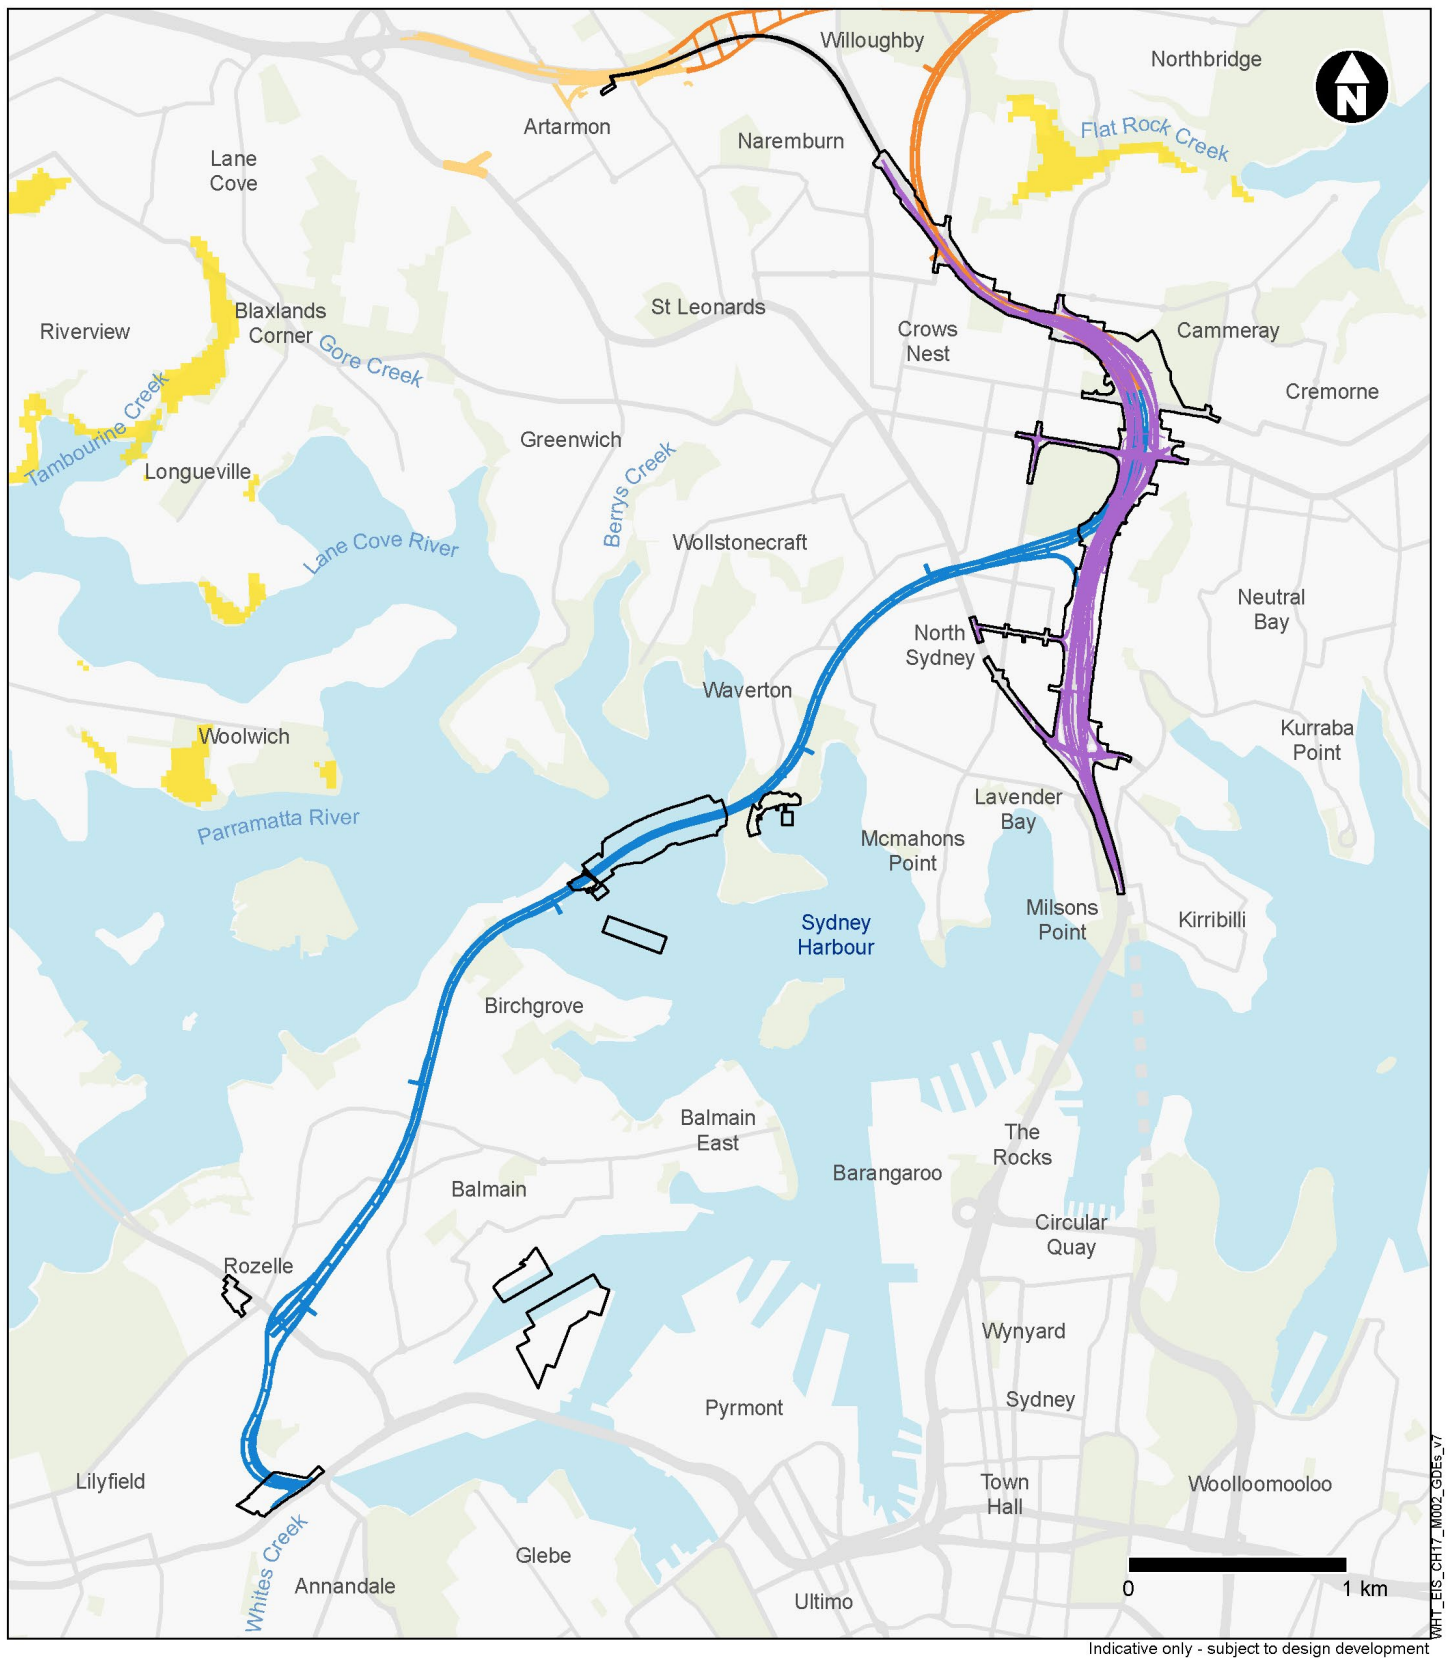 Willoughby
Northbridge
N
Artarmon
Naremburn
Flat Rock Creek
Lane
Cove
Riverview
Blaxlands
Corner
Gore Creek
St Leonards
Crows
Nest
Cammeray
Cremorne
Tambourine Creek
Longueville
Greenwich
Berrys Creek
Lane Cove River
Wollstonecraft
Neutral
Bay
North
Sydney
Waverton
Woolwich
Kurraba
Point
Parramatta River
Lavender
Bay
Mcmahons
Point
Sydney
Harbour
Milsons
Point
Kirribilli
Birchgrove
Balmain
East
The
Rocks
Barangaroo
Balmain
Circular
Quay
Rozelle
Wynyard
Sydney
Pyrmont
Lilyfield
Town
Hall
Woolloomooloo
Whites Creek
Glebe
Annandale
Ultimo
0
1 km
WHT_EIS_CH17_M002_GDEs_v7
Indicative only - subject to design development